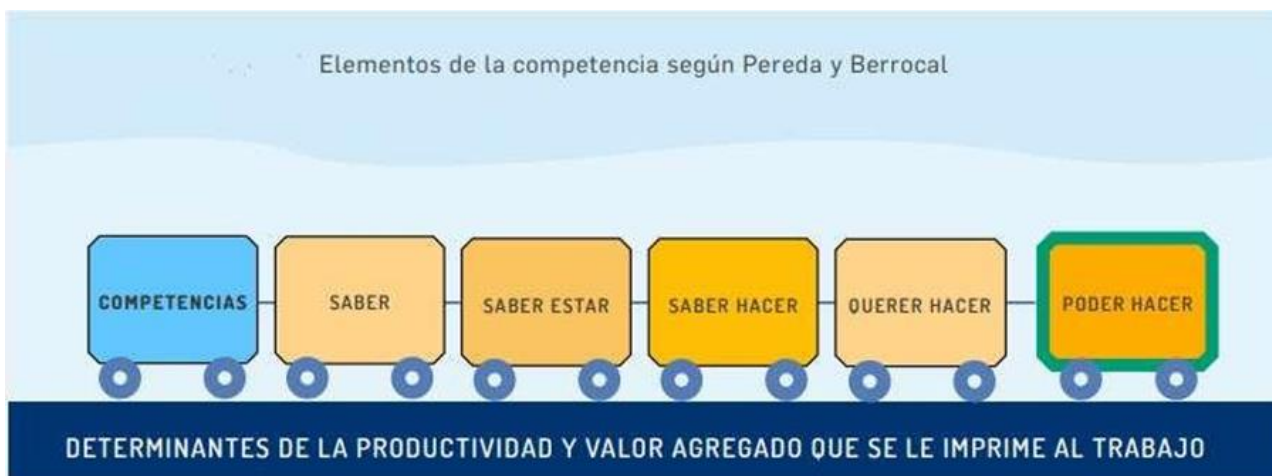 Elementos de la competencia según Pereda y Berrocal
COMPETENCIAS
SABER
SABER ESTAR
SABER HACER
QUERER HACER
PODER HACER
DETERMINANTES DE LA PRODUCTIVIDAD Y VALOR AGREGADO QUE SE LE IMPRIME AL TRABAJO